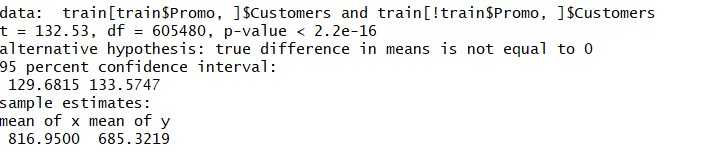 data:  train[train$Promo, ]$Customers and train[!train$Promo, ]$Customers
t = 132.53, df = 605480, p-value < 2.2e-16
alternative hypothesis: true difference in means is not equal to 0
95 percent confidence interval:
129.6815 133.5747
sample estimates:
mean of x mean of y
816.9500  685.3219